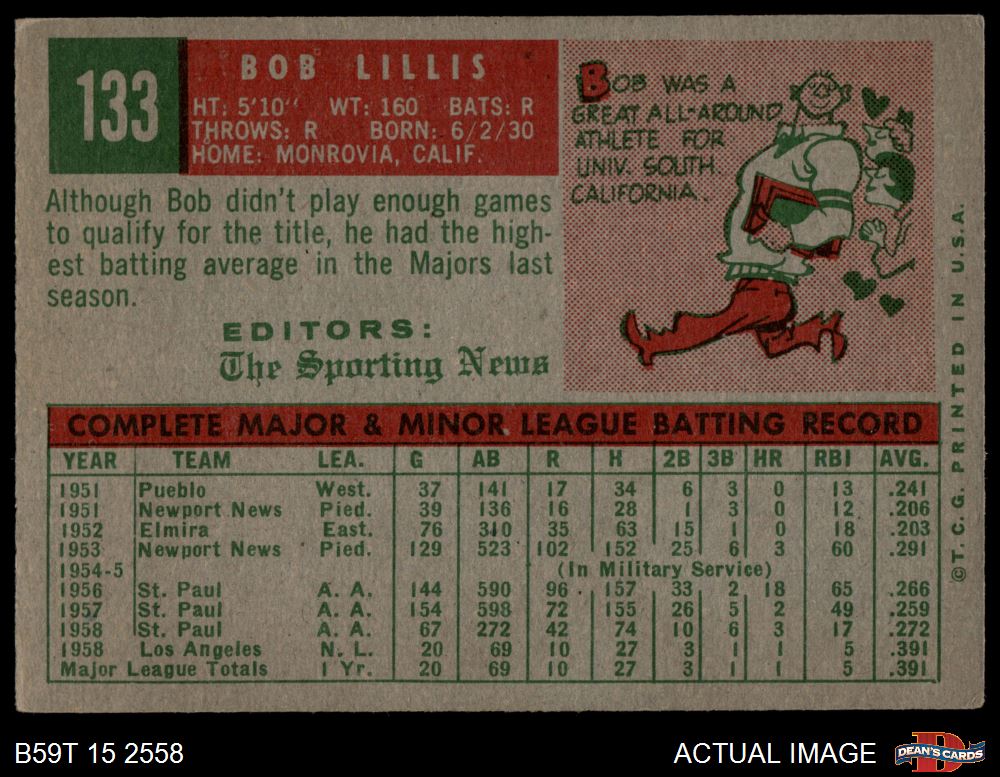 133
BOB LILLIS
HT: 5'10" WT: 160 BATS: R
THROWS: R BORN: 6/2/30
HOME: MONROVIA, CALIF.
Although Bob didn't play enough games
to qualify for the title, he had the high-
est batting average in the Majors last
season.
EDITORS:
The Sporting News
BOB WAS A
GREAT ALL-AROUND
ATHLETE FOR
UNIV. SOUTH.
CALIFORNIA.
COMPLETE MAJOR & MINOR LEAGUE BATTING RECORD
YEAR TEAM LEA. G AB R H 2B 3B HR RBI AVG.
1951 Pueblo West. 37 141 17 34 6 3 0 13 .241
1951 Newport News Pied. 39 136 16 28 1 3 0 12 .206
1952 Elmira East. 76 310 35 63 15 1 0 18 .203
1953 Newport News Pied. 129 523 102 152 25 6 3 60 .291
1954-5 (In Military Service)
1956 St. Paul A. A. 144 590 96 157 33 2 18 65 .266
1957 St. Paul A. A. 154 598 72 155 26 5 2 49 .259
1958 St. Paul A. A. 67 272 42 74 10 6 3 17 .272
1958 Los Angeles N. L. 20 69 10 27 3 1 1 5 .391
Major League Totals 1 Yr. 20 69 10 27 3 1 1 5 .391
©T.C.G. PRINTED IN U.S.A.
B59T 15 2558
ACTUAL IMAGE
DEAN'S CARDS